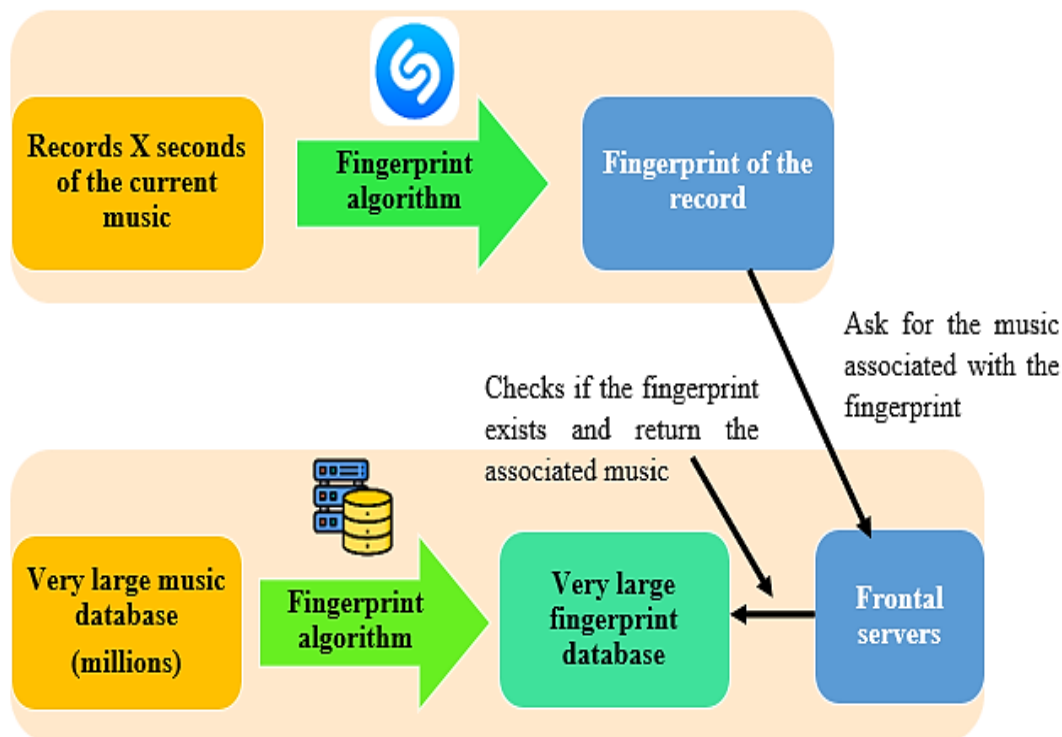 Records X seconds
of the current
music
Fingerprint
algorithm
Fingerprint of the
record
Ask for the music
associated with the
fingerprint
Checks if the fingerprint
exists and return the
associated music
Very large music
database
(millions)
Fingerprint
algorithm
Very large
fingerprint
database
Frontal
servers